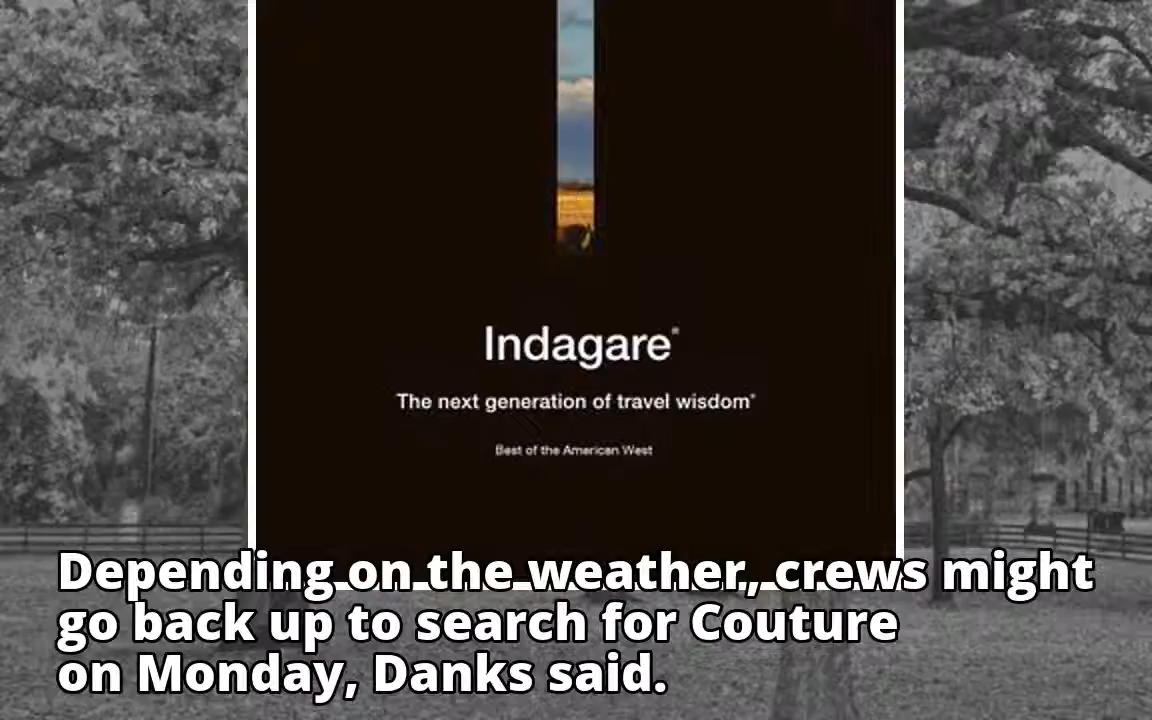 Indagare®
The next generation of travel wisdom®
Best of the American West
Depending on the weather, crews might
go back up to search for Couture
on Monday, Danks said.